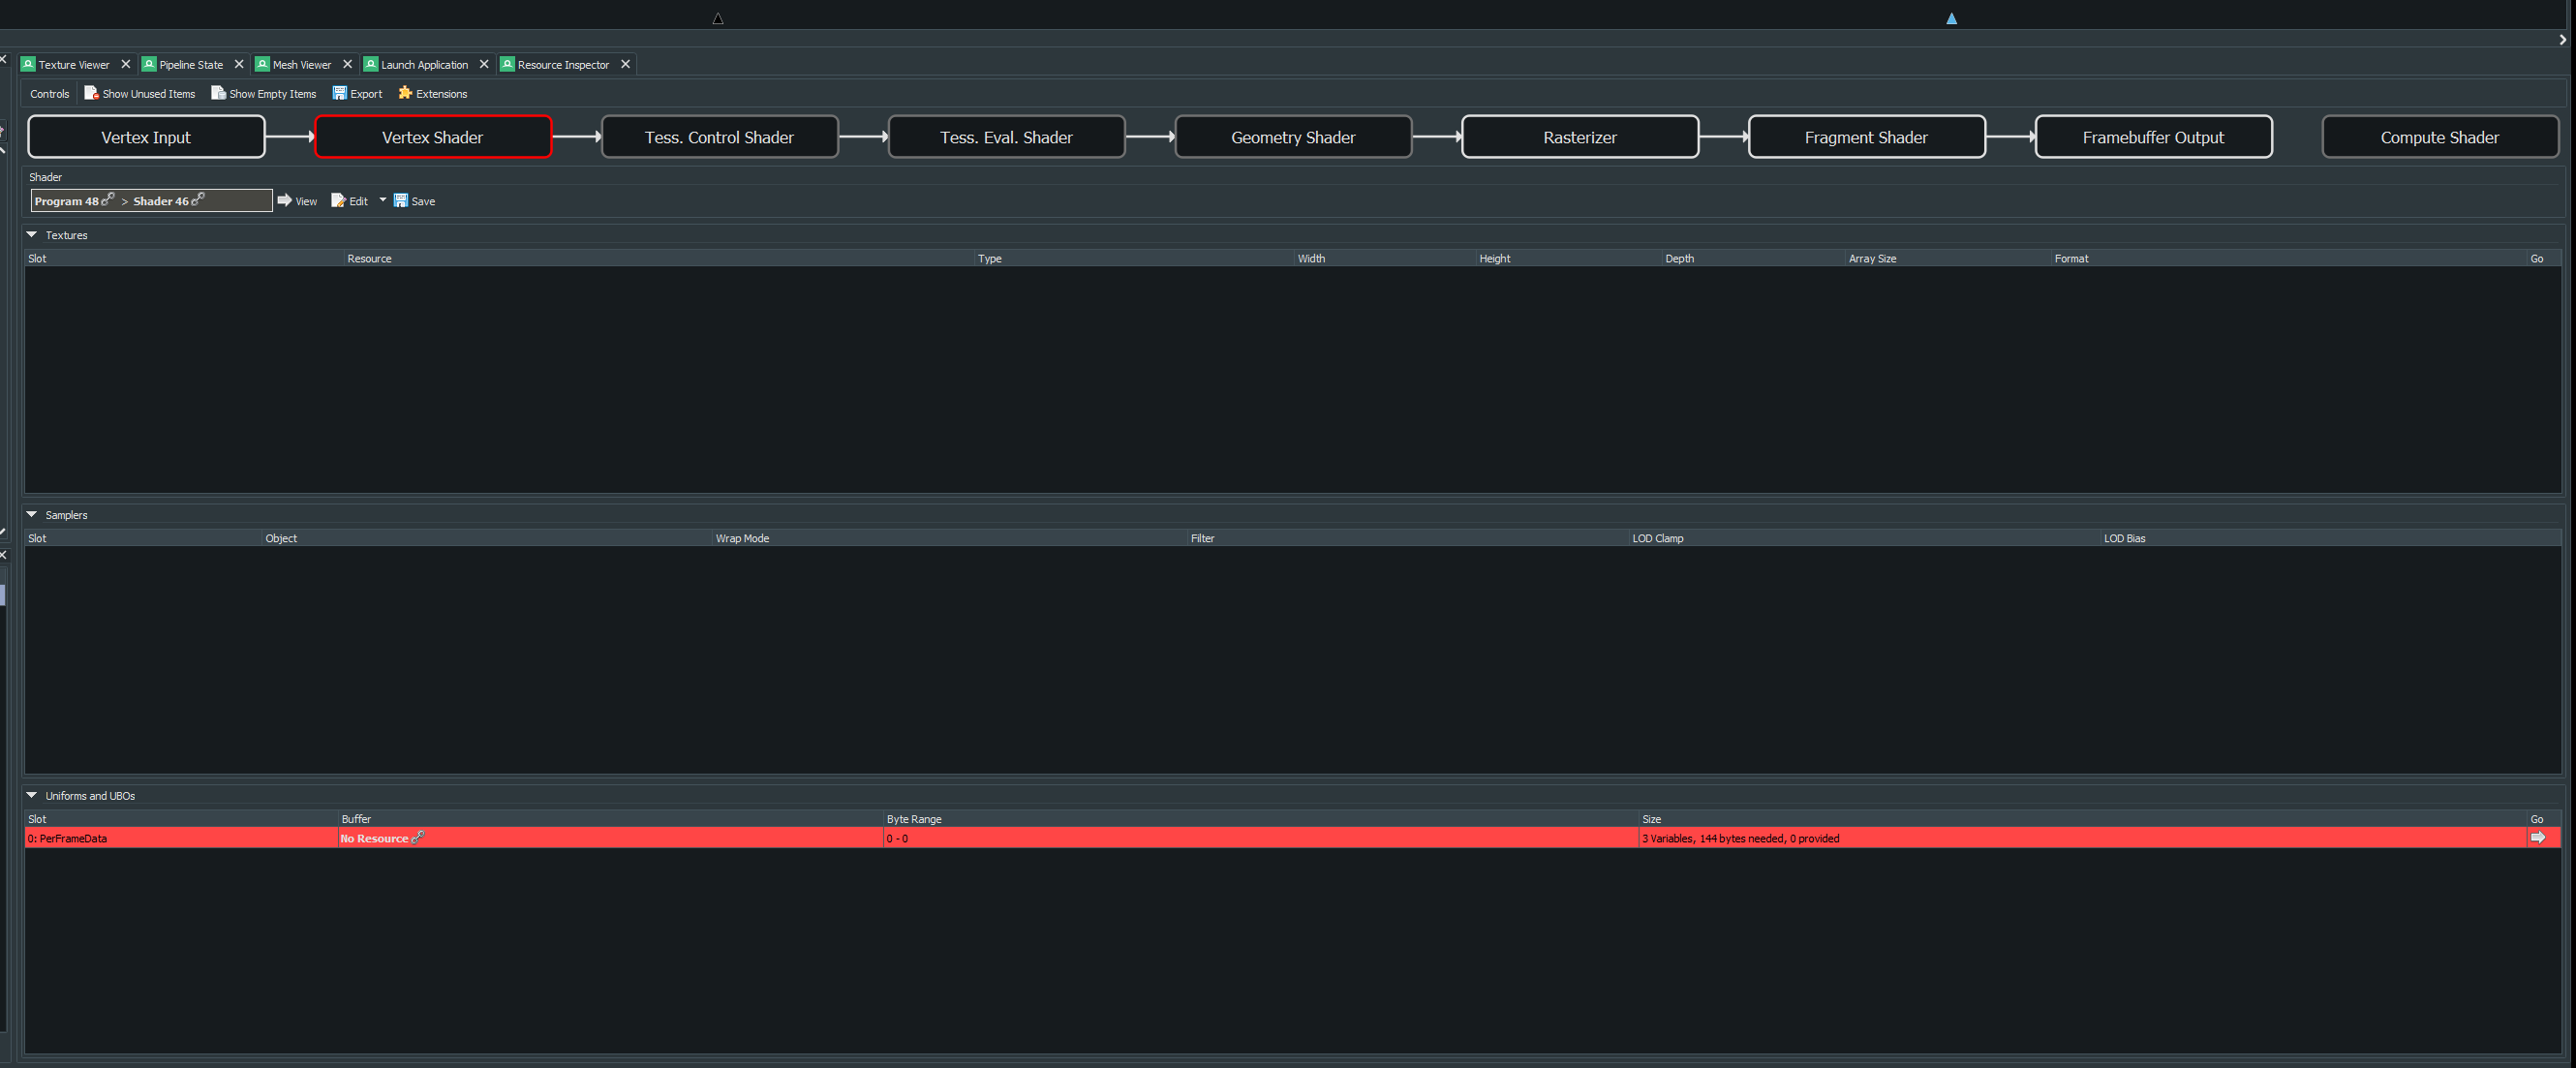 Texture Viewer Pipeline State Mesh Viewer Launch Application Resource Inspector
Controls Show Unused Items Show Empty Items Export Extensions
Vertex Input Vertex Shader Tess. Control Shader Tess. Eval. Shader Geometry Shader Rasterizer Fragment Shader Framebuffer Output Compute Shader
Shader
Program 48 > Shader 46 View Edit Save
Textures
Slot Resource Type Width Height Depth Array Size Format Go
Samplers
Slot Object Wrap Mode Filter LOD Clamp LOD Bias
Uniforms and UBOs
Slot Buffer Byte Range Size Go
0: PerFrameData No Resource 0 - 0 3 Variables, 144 bytes needed, 0 provided